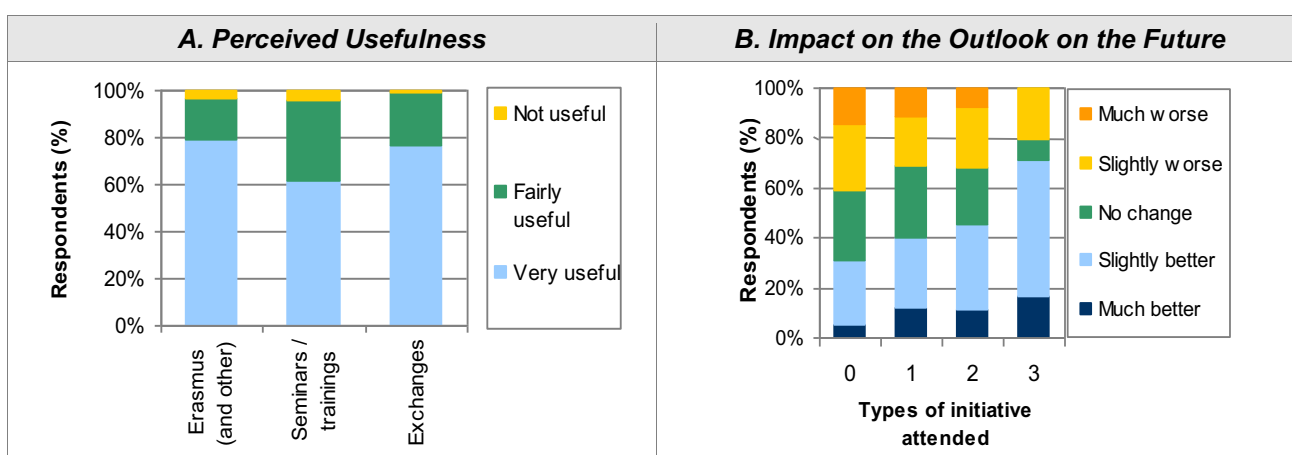 A. Perceived Usefulness
Respondents (%)
100%
80%
60%
40%
20%
0%
Erasmus
(and other)
Seminars /
trainings
Exchanges
Not useful
Fairly
useful
Very useful
B. Impact on the Outlook on the Future
Respondents (%)
100%
80%
60%
40%
20%
0%
0 1 2 3
Types of initiative
attended
Much w orse
Slightly w orse
No change
Slightly better
Much better